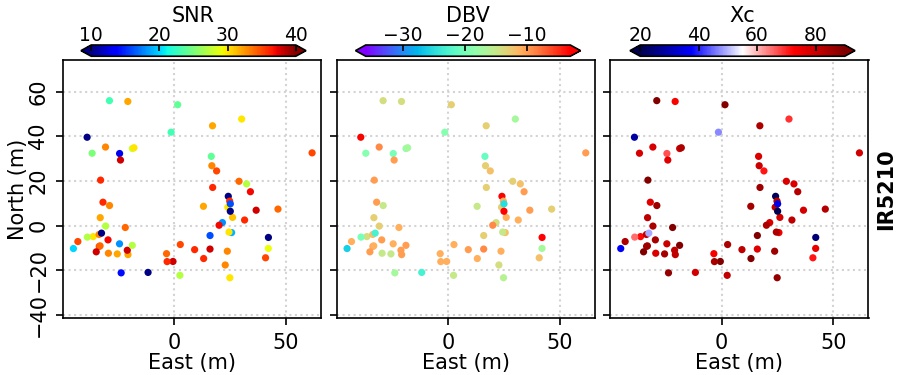 SNR
DBV
Xc
10 20 30 40
−30 −20 −10
20 40 60 80
60
40
20
0
−20
−40
North (m)
0 50
0 50
0 50
East (m)
East (m)
East (m)
IR5210